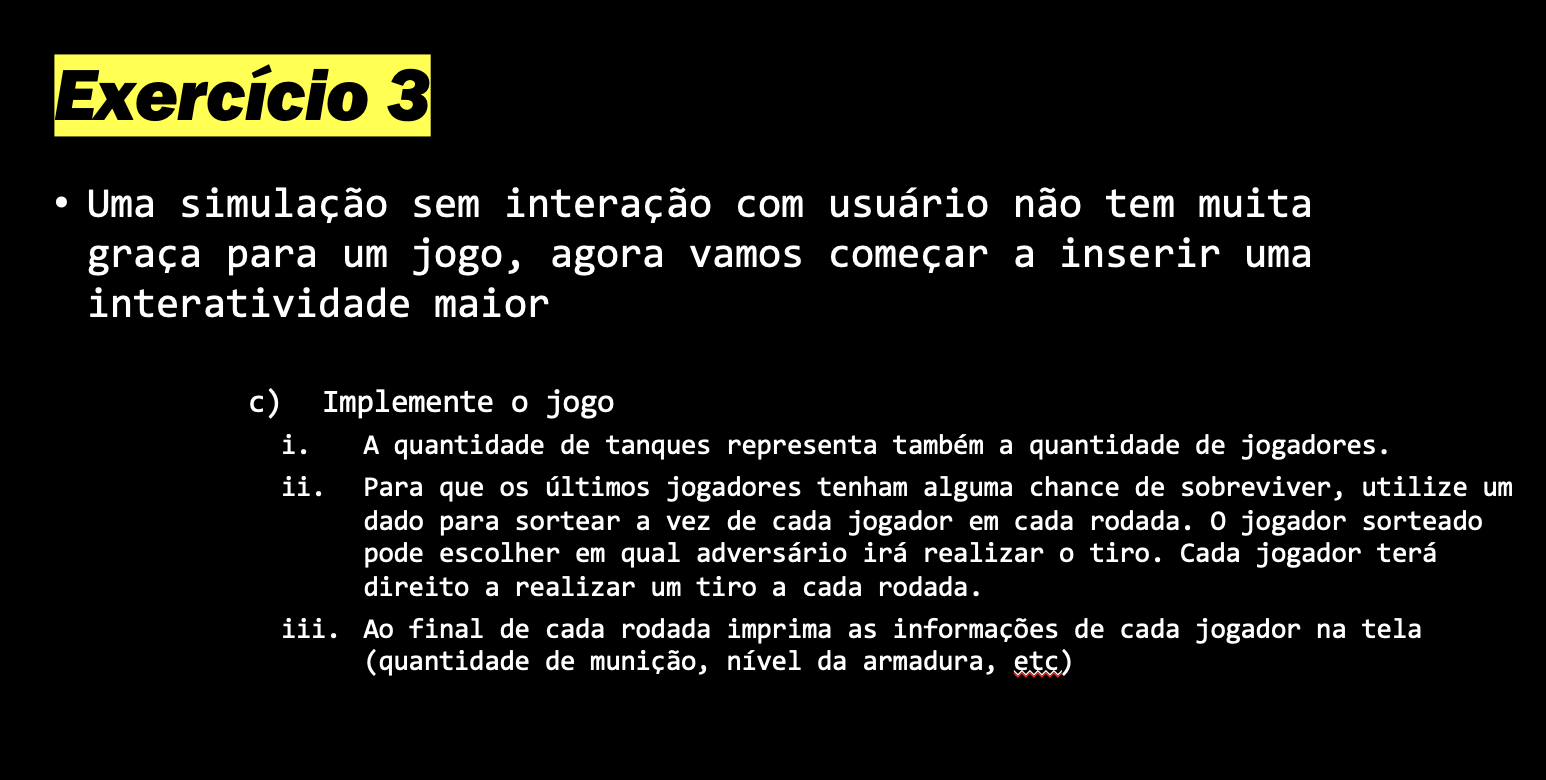 Exercício 3
• Uma simulação sem interação com usuário não tem muita
graça para um jogo, agora vamos começar a inserir uma
interatividade maior
c) Implemente o jogo
i. A quantidade de tanques representa também a quantidade de jogadores.
ii. Para que os últimos jogadores tenham alguma chance de sobreviver, utilize um
dado para sortear a vez de cada jogador em cada rodada. O jogador sorteado
pode escolher em qual adversário irá realizar o tiro. Cada jogador terá
direito a realizar um tiro a cada rodada.
iii. Ao final de cada rodada imprima as informações de cada jogador na tela
(quantidade de munição, nível da armadura, etc)